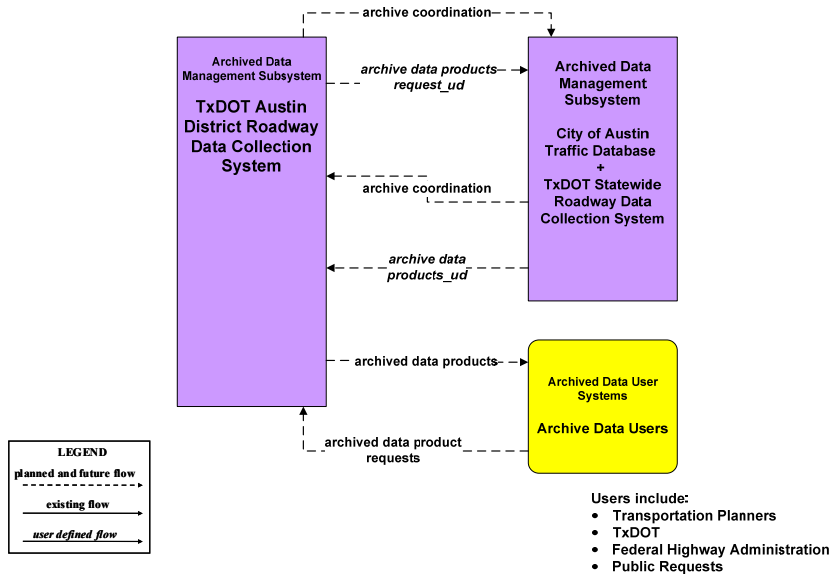 archive coordination
Archived Data
Management Subsystem
TxDOT Austin
District Roadway
Data Collection
System
archive data products
request_ud
Archived Data
Management
Subsystem
City of Austin
Traffic Database
+
TxDOT Statewide
Roadway Data
Collection System
archive coordination
archive data
products_ud
archived data products
Archived Data User
Systems
Archive Data Users
archived data product
requests
LEGEND
planned and future flow
existing flow
user defined flow
Users include:
• Transportation Planners
• TxDOT
• Federal Highway Administration
• Public Requests